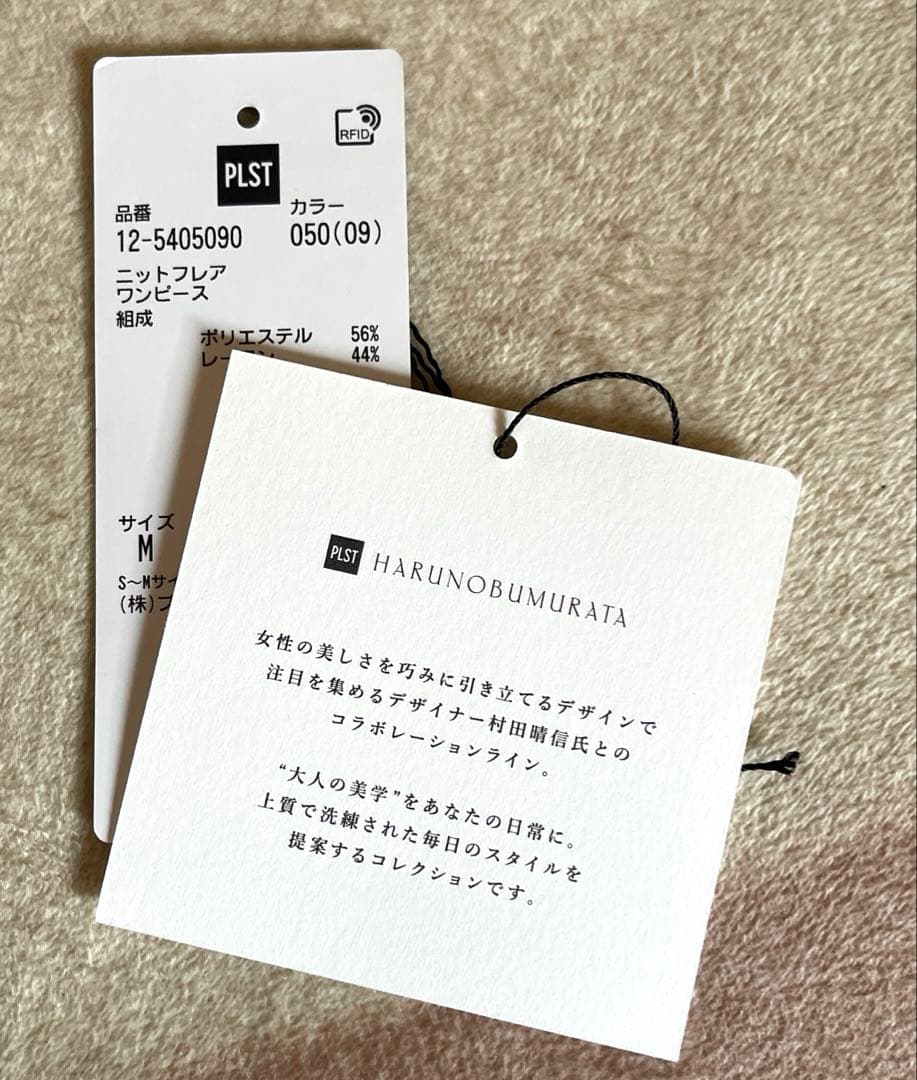 RFID
PLST
品番
カラー
12-5405090
050(09)
ニットフレア
ワンピース
組成
ポリエステル 56%
44%
サイズ
M
S~Mサイ
(株)
PLST HARUNOBUMURATA
女性の美しさを巧みに引き立てるデザインで
注目を集めるデザイナー村田晴信氏との
コラボレーションライン。
“大人の美学”をあなたの日常に。
上質で洗練された毎日のスタイルを
提案するコレクションです。